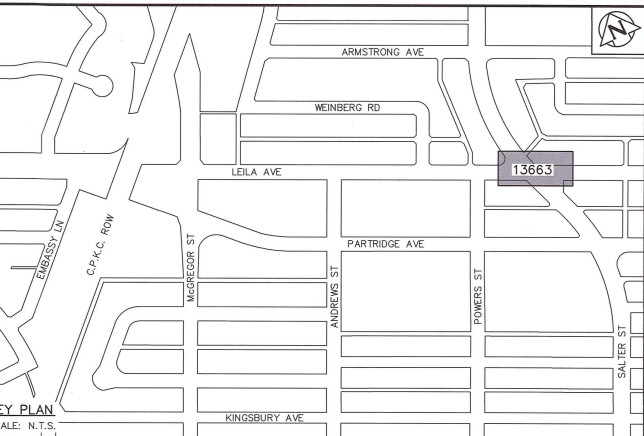 N
ARMSTRONG AVE
WEINBERG RD
13663
LEILA AVE
EMBASSY LN
C.P.K.C. ROW
McGREGOR ST
PARTRIDGE AVE
ANDREWS ST
POWERS ST
SALTER ST
EY PLAN
ALE: N.T.S.
KINGSBURY AVE